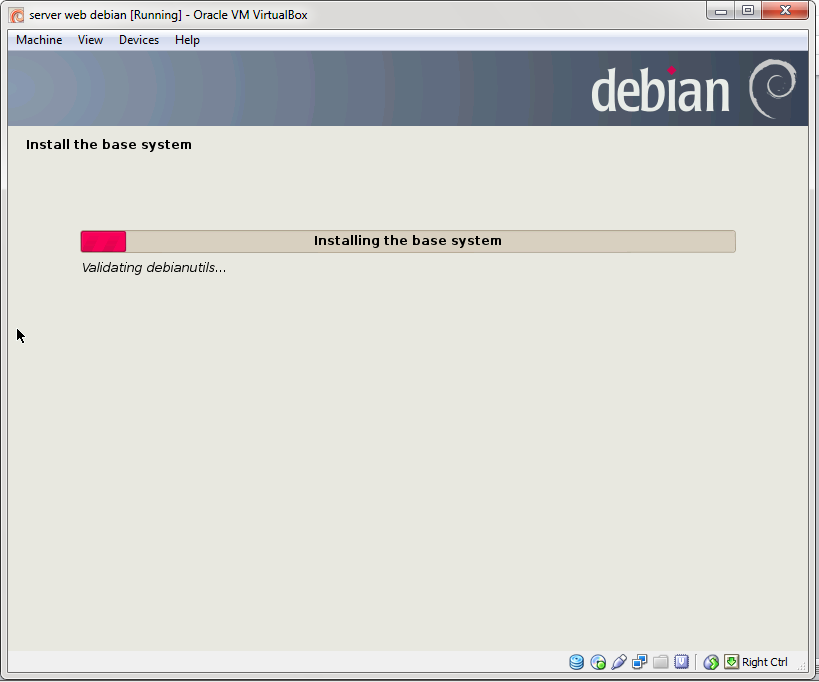 server web debian [Running] - Oracle VM VirtualBox
Machine View Devices Help
debian
Install the base system
Installing the base system
Validating debianutils...
Right Ctrl